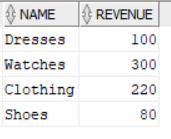 NAME REVENUE
Dresses 100
Watches 300
Clothing 220
Shoes 80